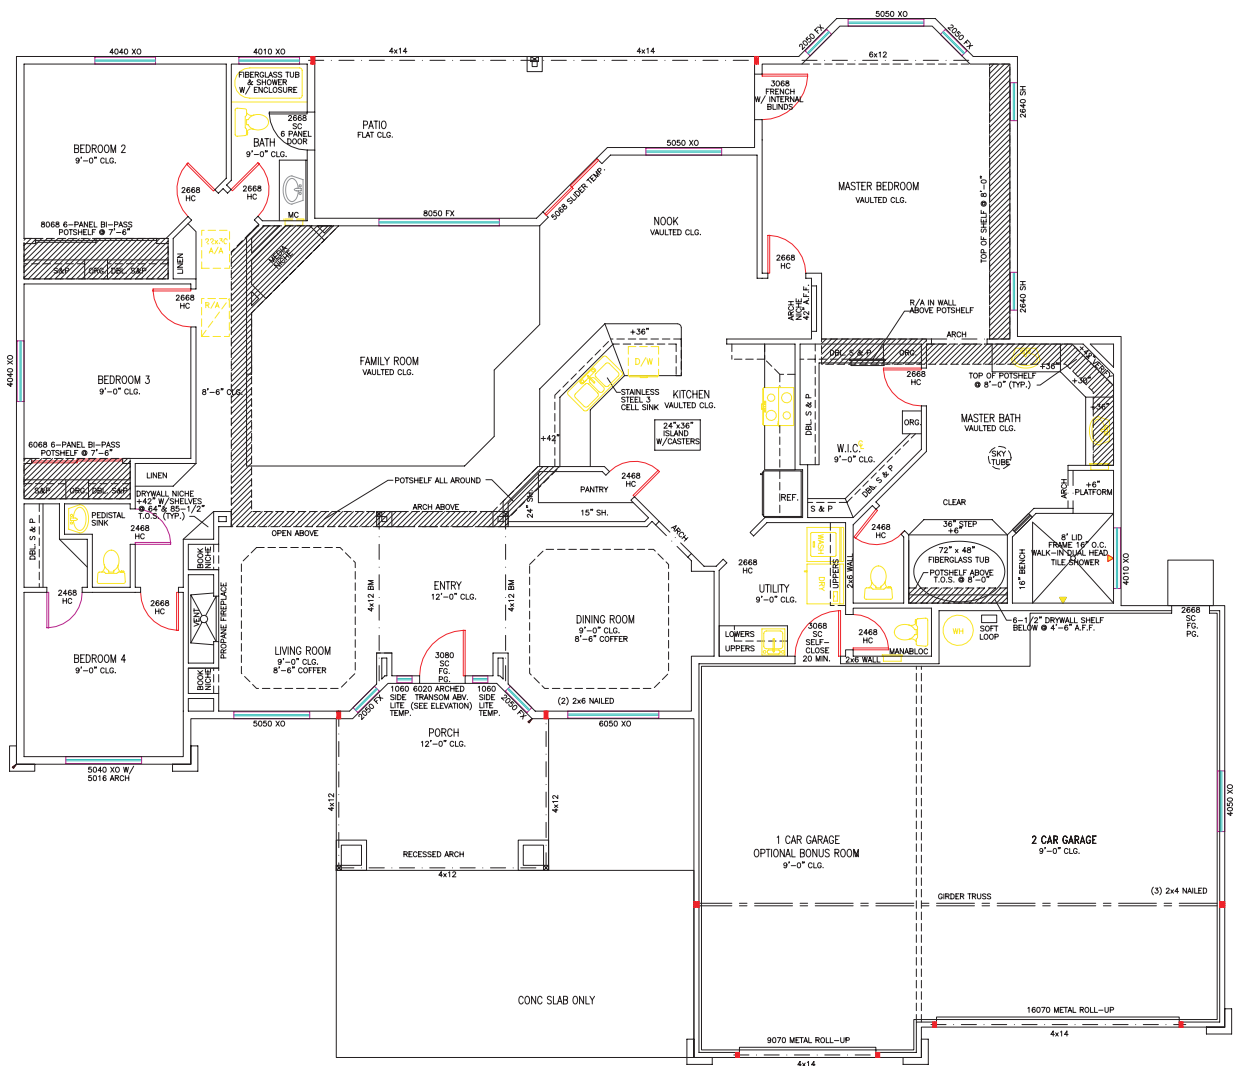 5050 XO
2050 FX
2050 FX
4040 XO
4010 XO
4x14
4x14
6x12
FIBERGLASS TUB
& SHOWER
W/ ENCLOSURE
3068
FRENCH
W/ INTERNAL
BLINDS
2640 SH
2668
SC
6 PANEL
DOOR
PATIO
FLAT CLG.
BEDROOM 2
9'-0" CLG.
BATH
9'-0" CLG.
5050 XO
2668
HC
2668
HC
5068 SLIDER TEMP.
MASTER BEDROOM
VAULTED CLG.
TOP OF SHELF @ 8'-0"
MC
8050 FX
NOOK
VAULTED CLG.
8068 6-PANEL BI-PASS
POTSHELF @ 7'-6"
22x36
A/A
LINEN
MEDIA
NICHE
S&P
ORG
DBL. S&P
2668
HC
2640 SH
2668
HC
R/A
ARCH
NICHE
42" A.F.F.
R/A IN WALL
ABOVE POTSHELF
+36"
ARCH
4040 XO
FAMILY ROOM
VAULTED CLG.
D/W
DBL. S & P
ORG.
+48" VERIFY
+36"
2668
HC
TOP OF POTSHELF
@ 8'-0" (TYP.)
+36"
BEDROOM 3
9'-0" CLG.
8'-6" CLG.
STAINLESS
STEEL 3
CELL SINK
KITCHEN
VAULTED CLG.
DBL. S & P
+36"
ORG.
MASTER BATH
VAULTED CLG.
24"x36"
ISLAND
W/CASTERS
6068 6-PANEL BI-PASS
POTSHELF @ 7'-6"
+42"
W.I.C.
9'-0" CLG.
SKY
TUBE
LINEN
S&P
ORG
DBL. S&P
POTSHELF ALL AROUND
PANTRY
2468
HC
DBL. S & P
ARCH
+6"
PLATFORM
DRYWALL NICHE
+42" W/SHELVES
@ 64" & 85-1/2"
T.O.S. (TYP.)
REF.
S & P
CLEAR
PEDISTAL
SINK
ARCH ABOVE
24" SH.
15" SH.
2468
HC
OPEN ABOVE
ARCH
2468
HC
36" STEP
+6"
8' LID
FRAME 16" O.C.
WALK-IN DUAL HEAD
TILE SHOWER
DBL. S & P
WASH
72" x 48"
FIBERGLASS TUB
POTSHELF ABOVE
T.O.S. @ 8'-0"
BOOK
NICHE
2668
HC
DRY
UPPERS
2x6 WALL
16" BENCH
4010 XO
4x12 BM
ENTRY
12'-0" CLG.
4x12 BM
UTILITY
9'-0" CLG.
2468
HC
2668
HC
VENT
PROPANE FIREPLACE
2668
SC
FG.
PG.
6-1/2" DRYWALL SHELF
BELOW @ 4'-6" A.F.F.
DINING ROOM
9'-0" CLG.
8'-6" COFFER
3068
SC
SELF-
CLOSE
20 MIN.
LOWERS
UPPERS
2468
HC
WH
SOFT
LOOP
MANABLOC
2x6 WALL
BEDROOM 4
9'-0" CLG.
LIVING ROOM
9'-0" CLG.
8'-6" COFFER
3080
SC
FG.
PG.
BOOK
NICHE
1060
SIDE
LITE
TEMP.
6020 ARCHED
TRANSOM ABV.
(SEE ELEVATION)
1060
SIDE
LITE
TEMP.
2050 FX
2050 FX
(2) 2x6 NAILED
5050 XO
6050 XO
PORCH
12'-0" CLG.
5040 XO W/
5016 ARCH
4x12
4x12
4050 XO
1 CAR GARAGE
OPTIONAL BONUS ROOM
9'-0" CLG.
2 CAR GARAGE
9'-0" CLG.
RECESSED ARCH
4x12
(3) 2x4 NAILED
GIRDER TRUSS
CONC SLAB ONLY
16070 METAL ROLL-UP
4x14
9070 METAL ROLL-UP
4x14